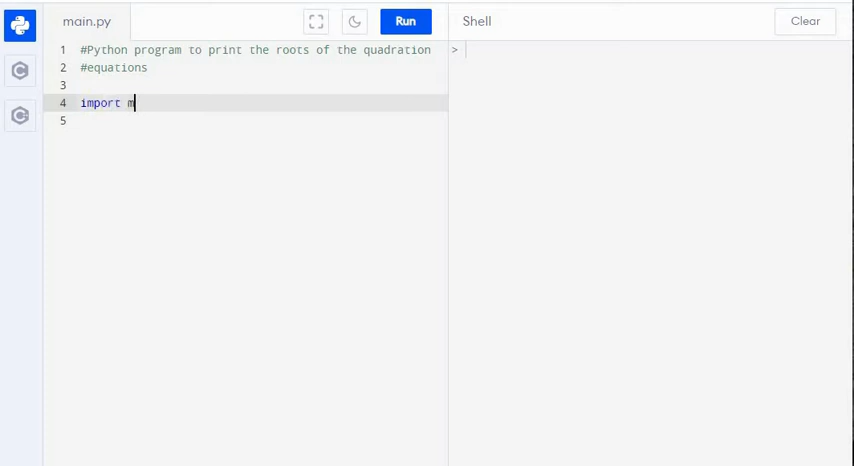 main.py
Run
Shell
Clear
1 #Python program to print the roots of the quadration
2 #equations
3
4 import m
5
>